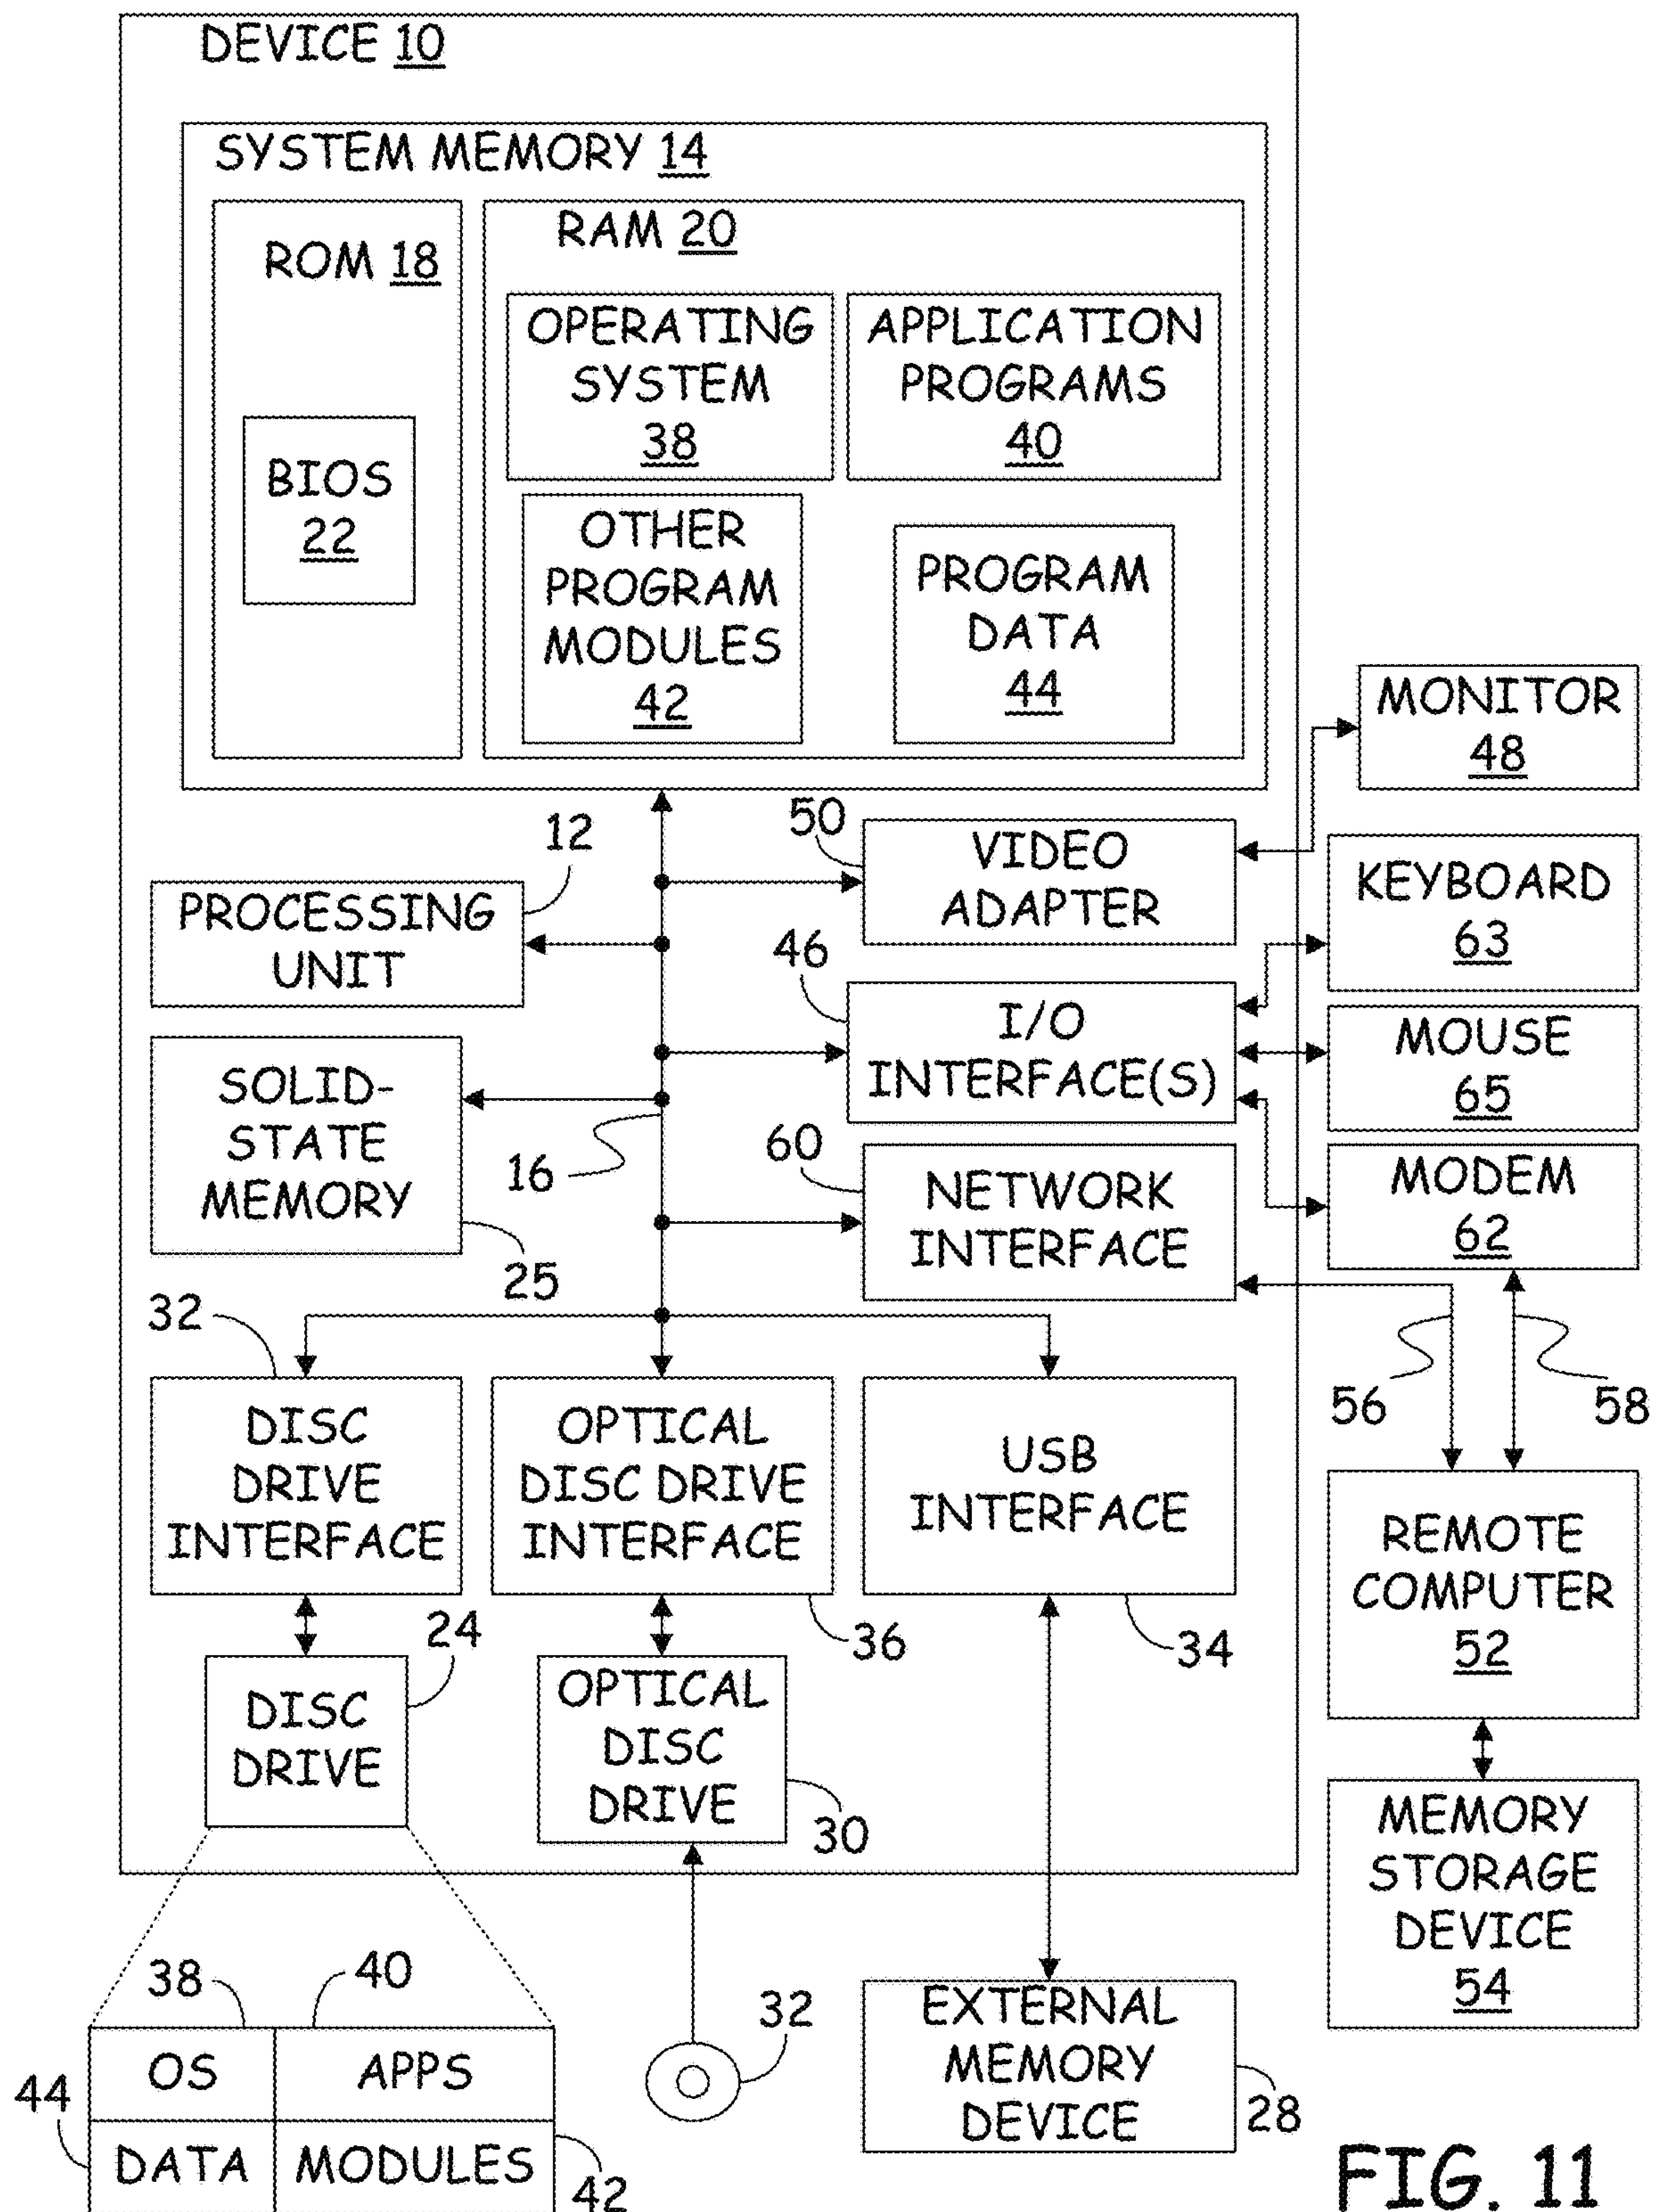 DEVICE 10
SYSTEM MEMORY 14
ROM 18
BIOS
22
RAM 20
OPERATING
SYSTEM
38
APPLICATION
PROGRAMS
40
OTHER
PROGRAM
MODULES
42
PROGRAM
DATA
44
MONITOR
48
12
PROCESSING
UNIT
50
VIDEO
ADAPTER
KEYBOARD
63
46
I/O
INTERFACE(S)
MOUSE
65
SOLID-
STATE
MEMORY
25
16
60
NETWORK
INTERFACE
MODEM
62
56
58
32
DISC
DRIVE
INTERFACE
OPTICAL
DISC DRIVE
INTERFACE
36
USB
INTERFACE
34
REMOTE
COMPUTER
52
24
DISC
DRIVE
OPTICAL
DISC
DRIVE
30
MEMORY
STORAGE
DEVICE
54
38
40
OS
APPS
44
DATA
MODULES
42
32
EXTERNAL
MEMORY
DEVICE
28
FIG. 11